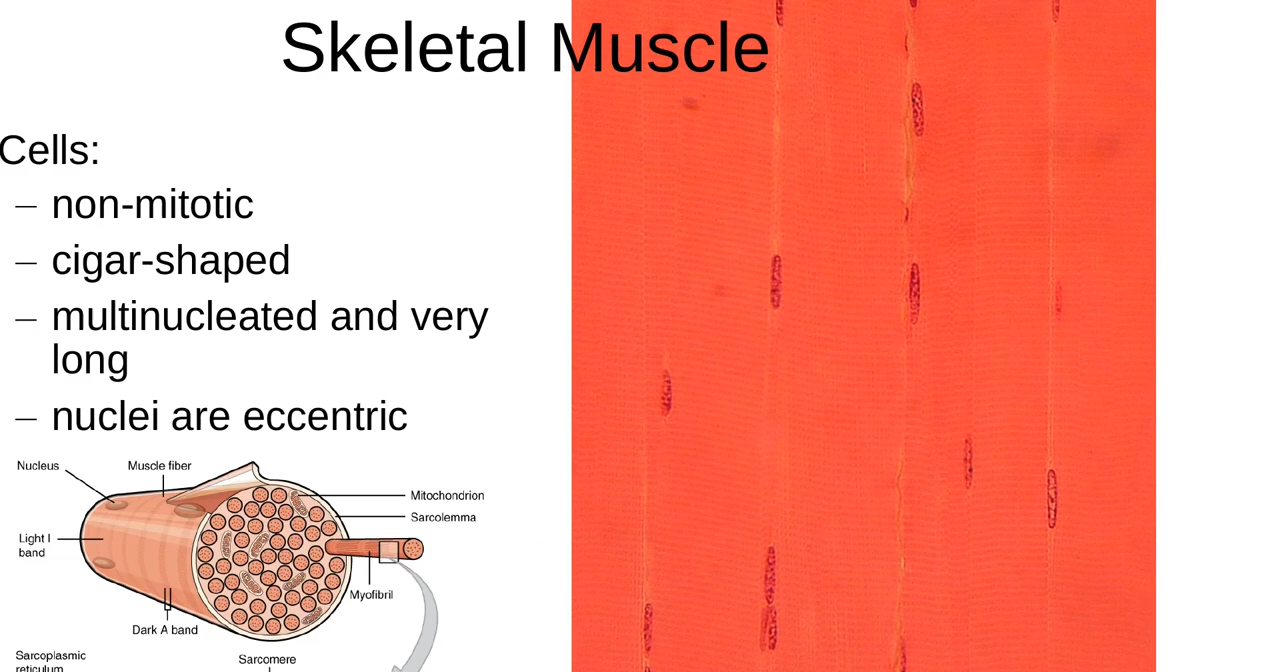 Skeletal Muscle
Cells:
– non-mitotic
– cigar-shaped
– multinucleated and very
long
– nuclei are eccentric
Nucleus
Muscle fiber
Mitochondrion
Sarcolemma
Light I
band
Myofibril
Dark A band
Sarcoplasmic
reticulum
Sarcomere